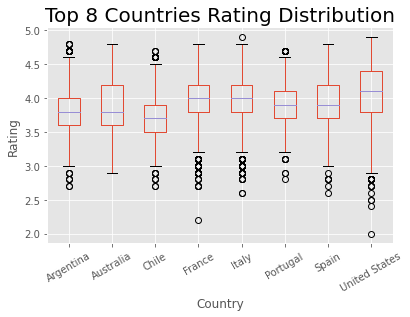 Top 8 Countries Rating Distribution
5.0
4.5
4.0
3.5
3.0
2.5
2.0
Rating
Argentina
Australia
Chile
France
Italy
Portugal
Spain
United States
Country